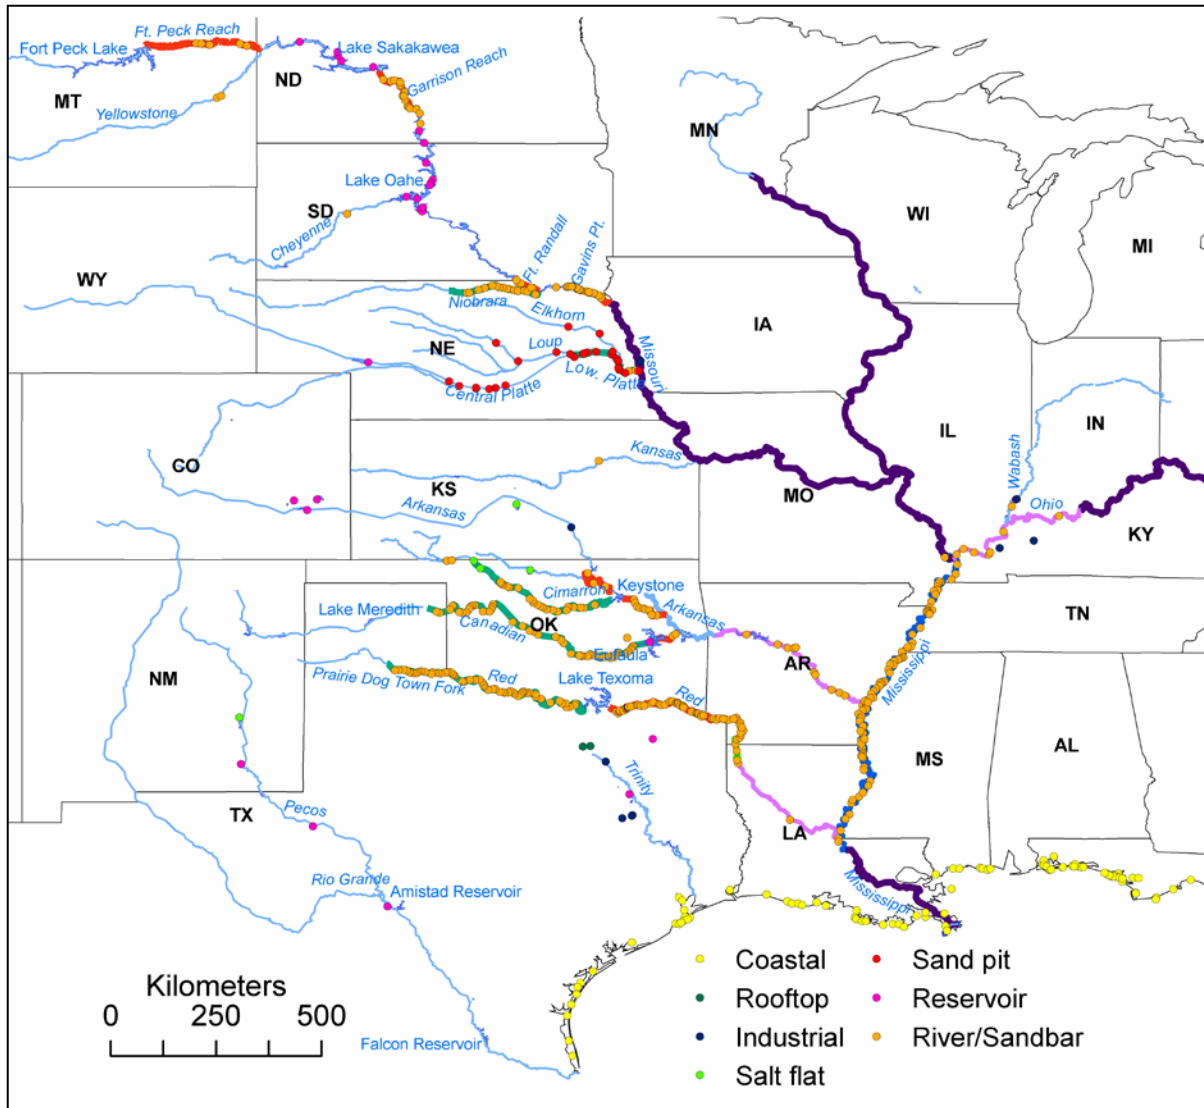 Ft. Peck Reach
Fort Peck Lake
Lake Sakakawea
ND
Garrison Reach
MT
Yellowstone
MN
Lake Oahe
SD
Cheyenne
WI
MI
WY
Ft. Randall
Gavins Pt.
Niobrara
Elkhorn
IA
NE
Loup
Missouri
Low. Platte
Central Platte
IL
IN
CO
Kansas
KS
Wabash
MO
Arkansas
Ohio
KY
Keystone
Cimarron
Lake Meredith
Arkansas
TN
Canadian
OK
Eufaula
Mississippi
AR
NM
Prairie Dog Town Fork
Red
Lake Texoma
Red
MS
AL
Trinity
TX
Pecos
LA
Rio Grande
Amistad Reservoir
Mississippi
Falcon Reservoir
Kilometers
0 250 500
Coastal
Rooftop
Industrial
Salt flat
Sand pit
Reservoir
River/Sandbar